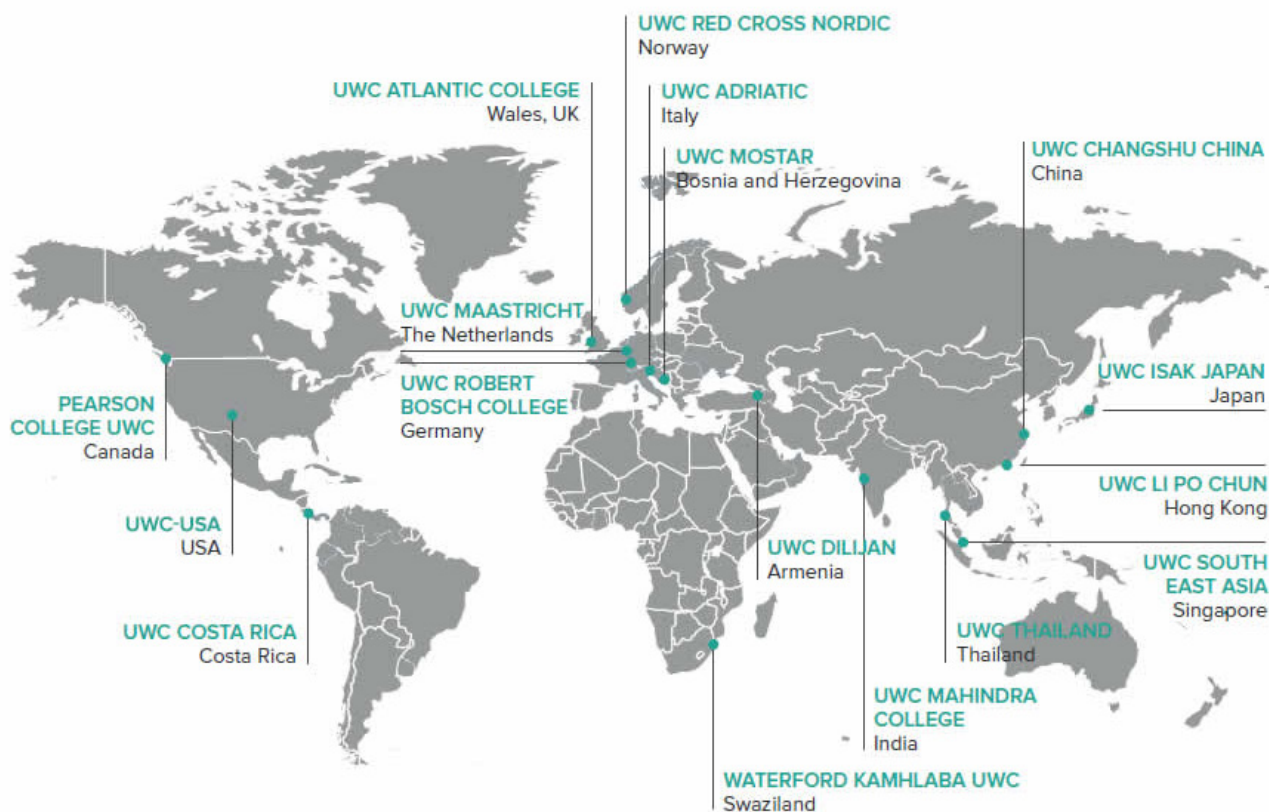 UWC RED CROSS NORDIC
Norway
UWC ATLANTIC COLLEGE
Wales, UK
UWC ADRIATIC
Italy
UWC MOSTAR
Bosnia and Herzegovina
UWC CHANGSHU CHINA
China
UWC MAASTRICHT
The Netherlands
UWC ROBERT
BOSCH COLLEGE
Germany
PEARSON
COLLEGE UWC
Canada
UWC ISAK JAPAN
Japan
UWC LI PO CHUN
Hong Kong
UWC-USA
USA
UWC DILIJAN
Armenia
UWC SOUTH
EAST ASIA
Singapore
UWC COSTA RICA
Costa Rica
UWC THAILAND
Thailand
UWC MAHINDRA
COLLEGE
India
WATERFORD KAMHLABA UWC
Swaziland